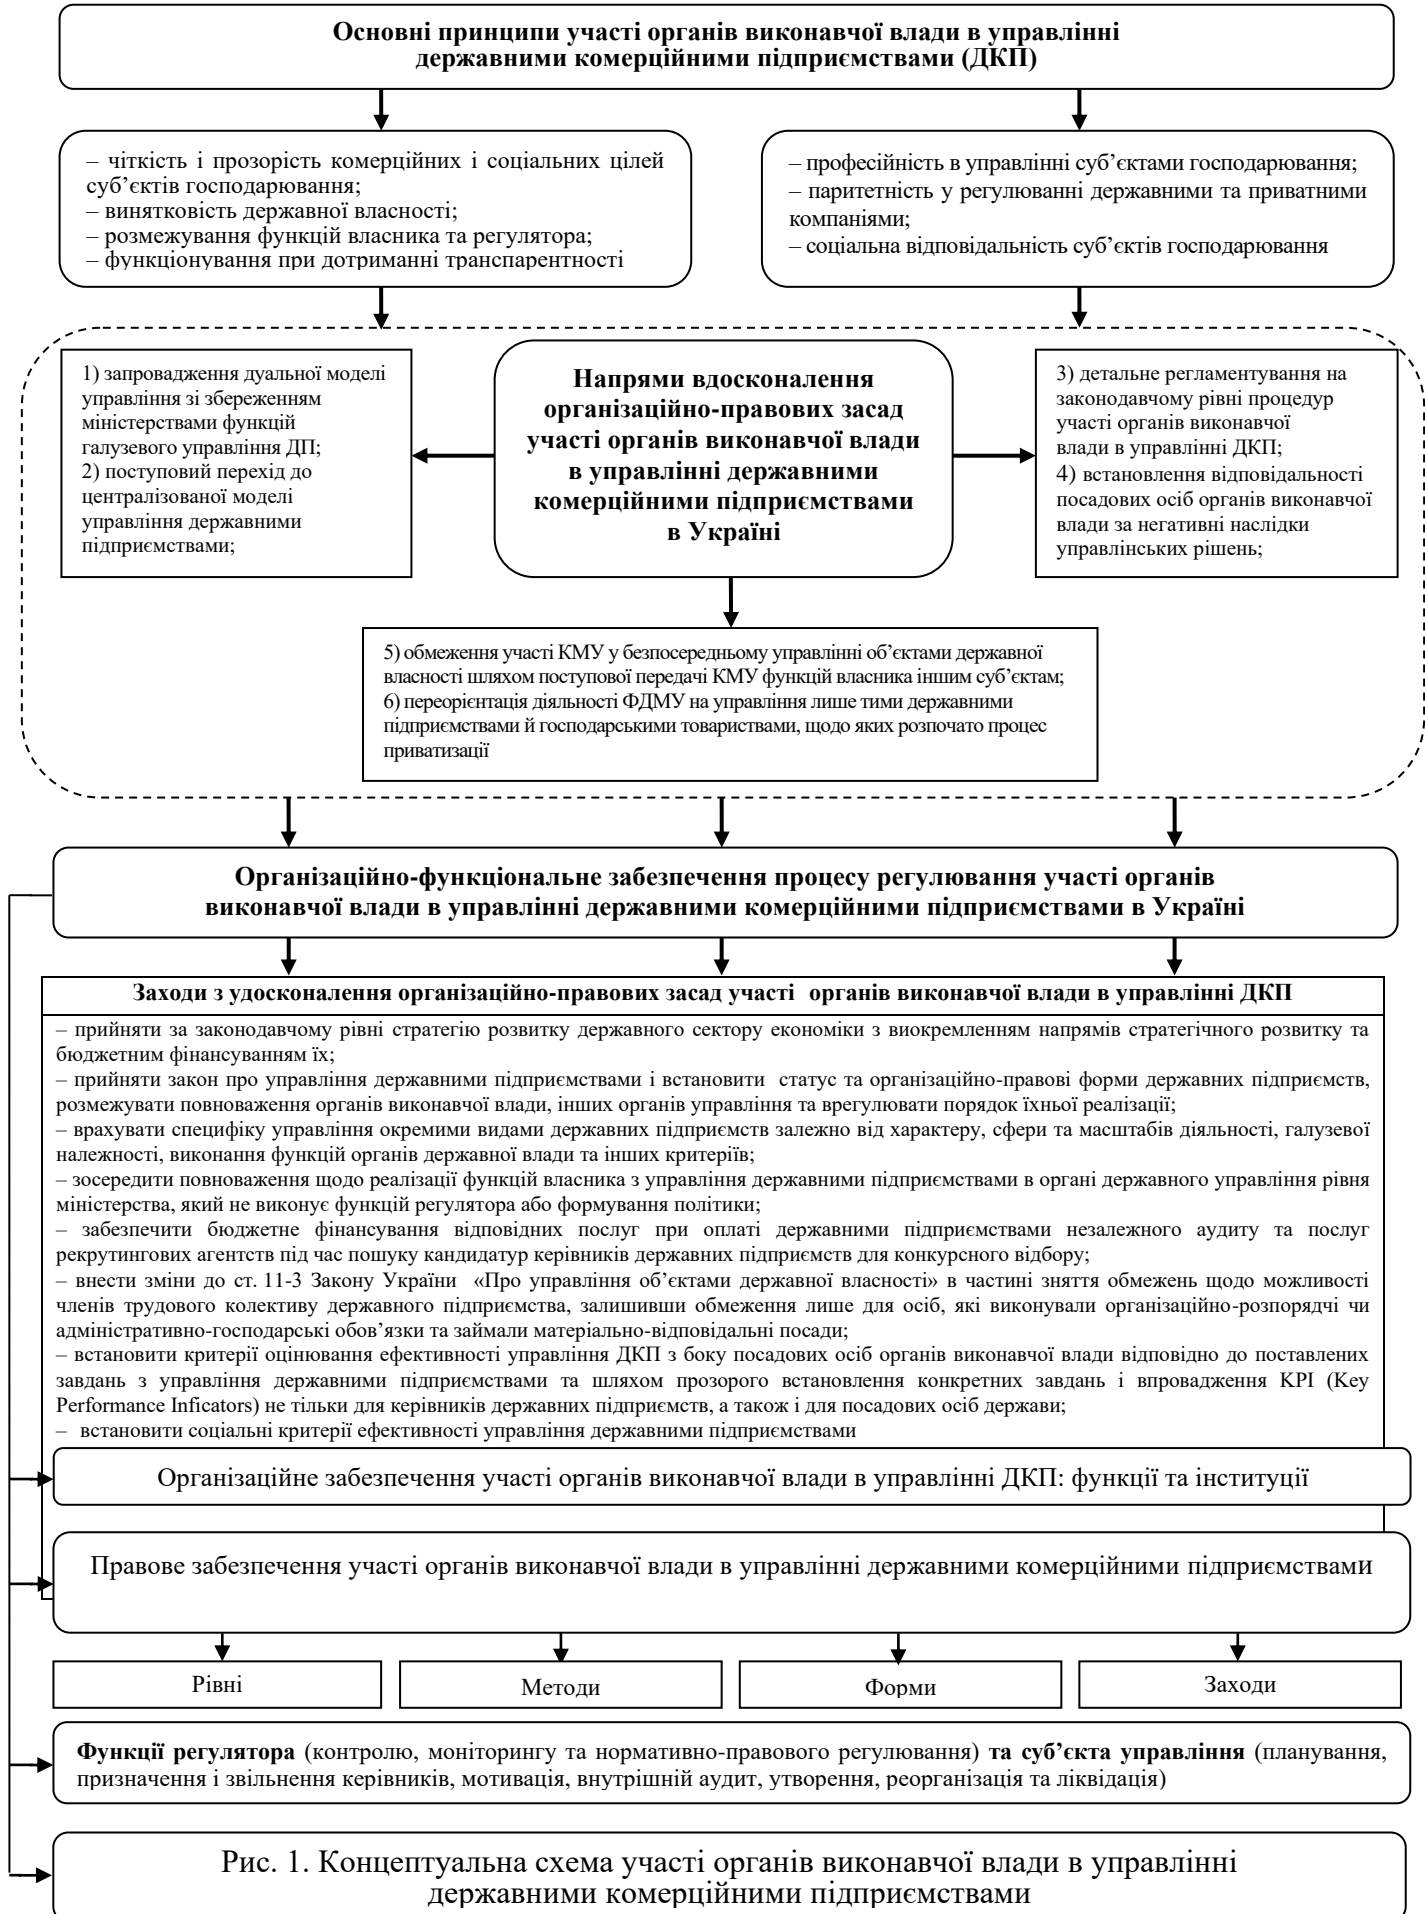 Основні принципи участі органів виконавчої влади в управлінні
державними комерційними підприємствами (ДКП)
– чіткість і прозорість комерційних і соціальних цілей
суб’єктів господарювання;
– винятковість державної власності;
– розмежування функцій власника та регулятора;
– функціонування при дотриманні транспарентності
– професійність в управлінні суб’єктами господарювання;
– паритетність у регулюванні державними та приватними
компаніями;
– соціальна відповідальність суб’єктів господарювання
1) запровадження дуальної моделі
управління зі збереженням
міністерствами функцій
галузевого управління ДП;
2) поступовий перехід до
централізованої моделі
управління державними
підприємствами;
Напрями вдосконалення
організаційно-правових засад
участі органів виконавчої влади
в управлінні державними
комерційними підприємствами
в Україні
3) детальне регламентування на
законодавчому рівні процедур
участі органів виконавчої
влади в управлінні ДКП;
4) встановлення відповідальності
посадових осіб органів виконавчої
влади за негативні наслідки
управлінських рішень;
5) обмеження участі КМУ у безпосередньому управлінні об’єктами державної
власності шляхом поступової передачі КМУ функцій власника іншим суб’єктам;
6) переорієнтація діяльності ФДМУ на управління лише тими державними
підприємствами й господарськими товариствами, щодо яких розпочато процес
приватизації
Організаційно-функціональне забезпечення процесу регулювання участі органів
виконавчої влади в управлінні державними комерційними підприємствами в Україні
Заходи з удосконалення організаційно-правових засад участі органів виконавчої влади в управлінні ДКП
– прийняти за законодавчому рівні стратегію розвитку державного сектору економіки з виокремленням напрямів стратегічного розвитку та
бюджетним фінансуванням їх;
– прийняти закон про управління державними підприємствами і встановити статус та організаційно-правові форми державних підприємств,
розмежувати повноваження органів виконавчої влади, інших органів управління та врегулювати порядок їхньої реалізації;
– врахувати специфіку управління окремими видами державних підприємств залежно від характеру, сфери та масштабів діяльності, галузевої
належності, виконання функцій органів державної влади та інших критеріїв;
– зосередити повноваження щодо реалізації функцій власника з управління державними підприємствами в органі державного управління рівня
міністерства, який не виконує функцій регулятора або формування політики;
– забезпечити бюджетне фінансування відповідних послуг при оплаті державними підприємствами незалежного аудиту та послуг
рекрутингових агентств під час пошуку кандидатур керівників державних підприємств для конкурсного відбору;
– внести зміни до ст. 11-3 Закону України «Про управління об’єктами державної власності» в частині зняття обмежень щодо можливості
членів трудового колективу державного підприємства, залишивши обмеження лише для осіб, які виконували організаційно-розпорядчі чи
адміністративно-господарські обов’язки та займали матеріально-відповідальні посади;
– встановити критерії оцінювання ефективності управління ДКП з боку посадових осіб органів виконавчої влади відповідно до поставлених
завдань з управління державними підприємствами та шляхом прозорого встановлення конкретних завдань і впровадження KPI (Key
Performance Inficators) не тільки для керівників державних підприємств, а також і для посадових осіб держави;
– встановити соціальні критерії ефективності управління державними підприємствами
Організаційне забезпечення участі органів виконавчої влади в управлінні ДКП: функції та інституції
Правове забезпечення участі органів виконавчої влади в управлінні державними комерційними підприємствами
Рівні
Методи
Форми
Заходи
Функції регулятора (контролю, моніторингу та нормативно-правового регулювання) та суб’єкта управління (планування,
призначення і звільнення керівників, мотивація, внутрішній аудит, утворення, реорганізація та ліквідація)
Рис. 1. Концептуальна схема участі органів виконавчої влади в управлінні
державними комерційними підприємствами